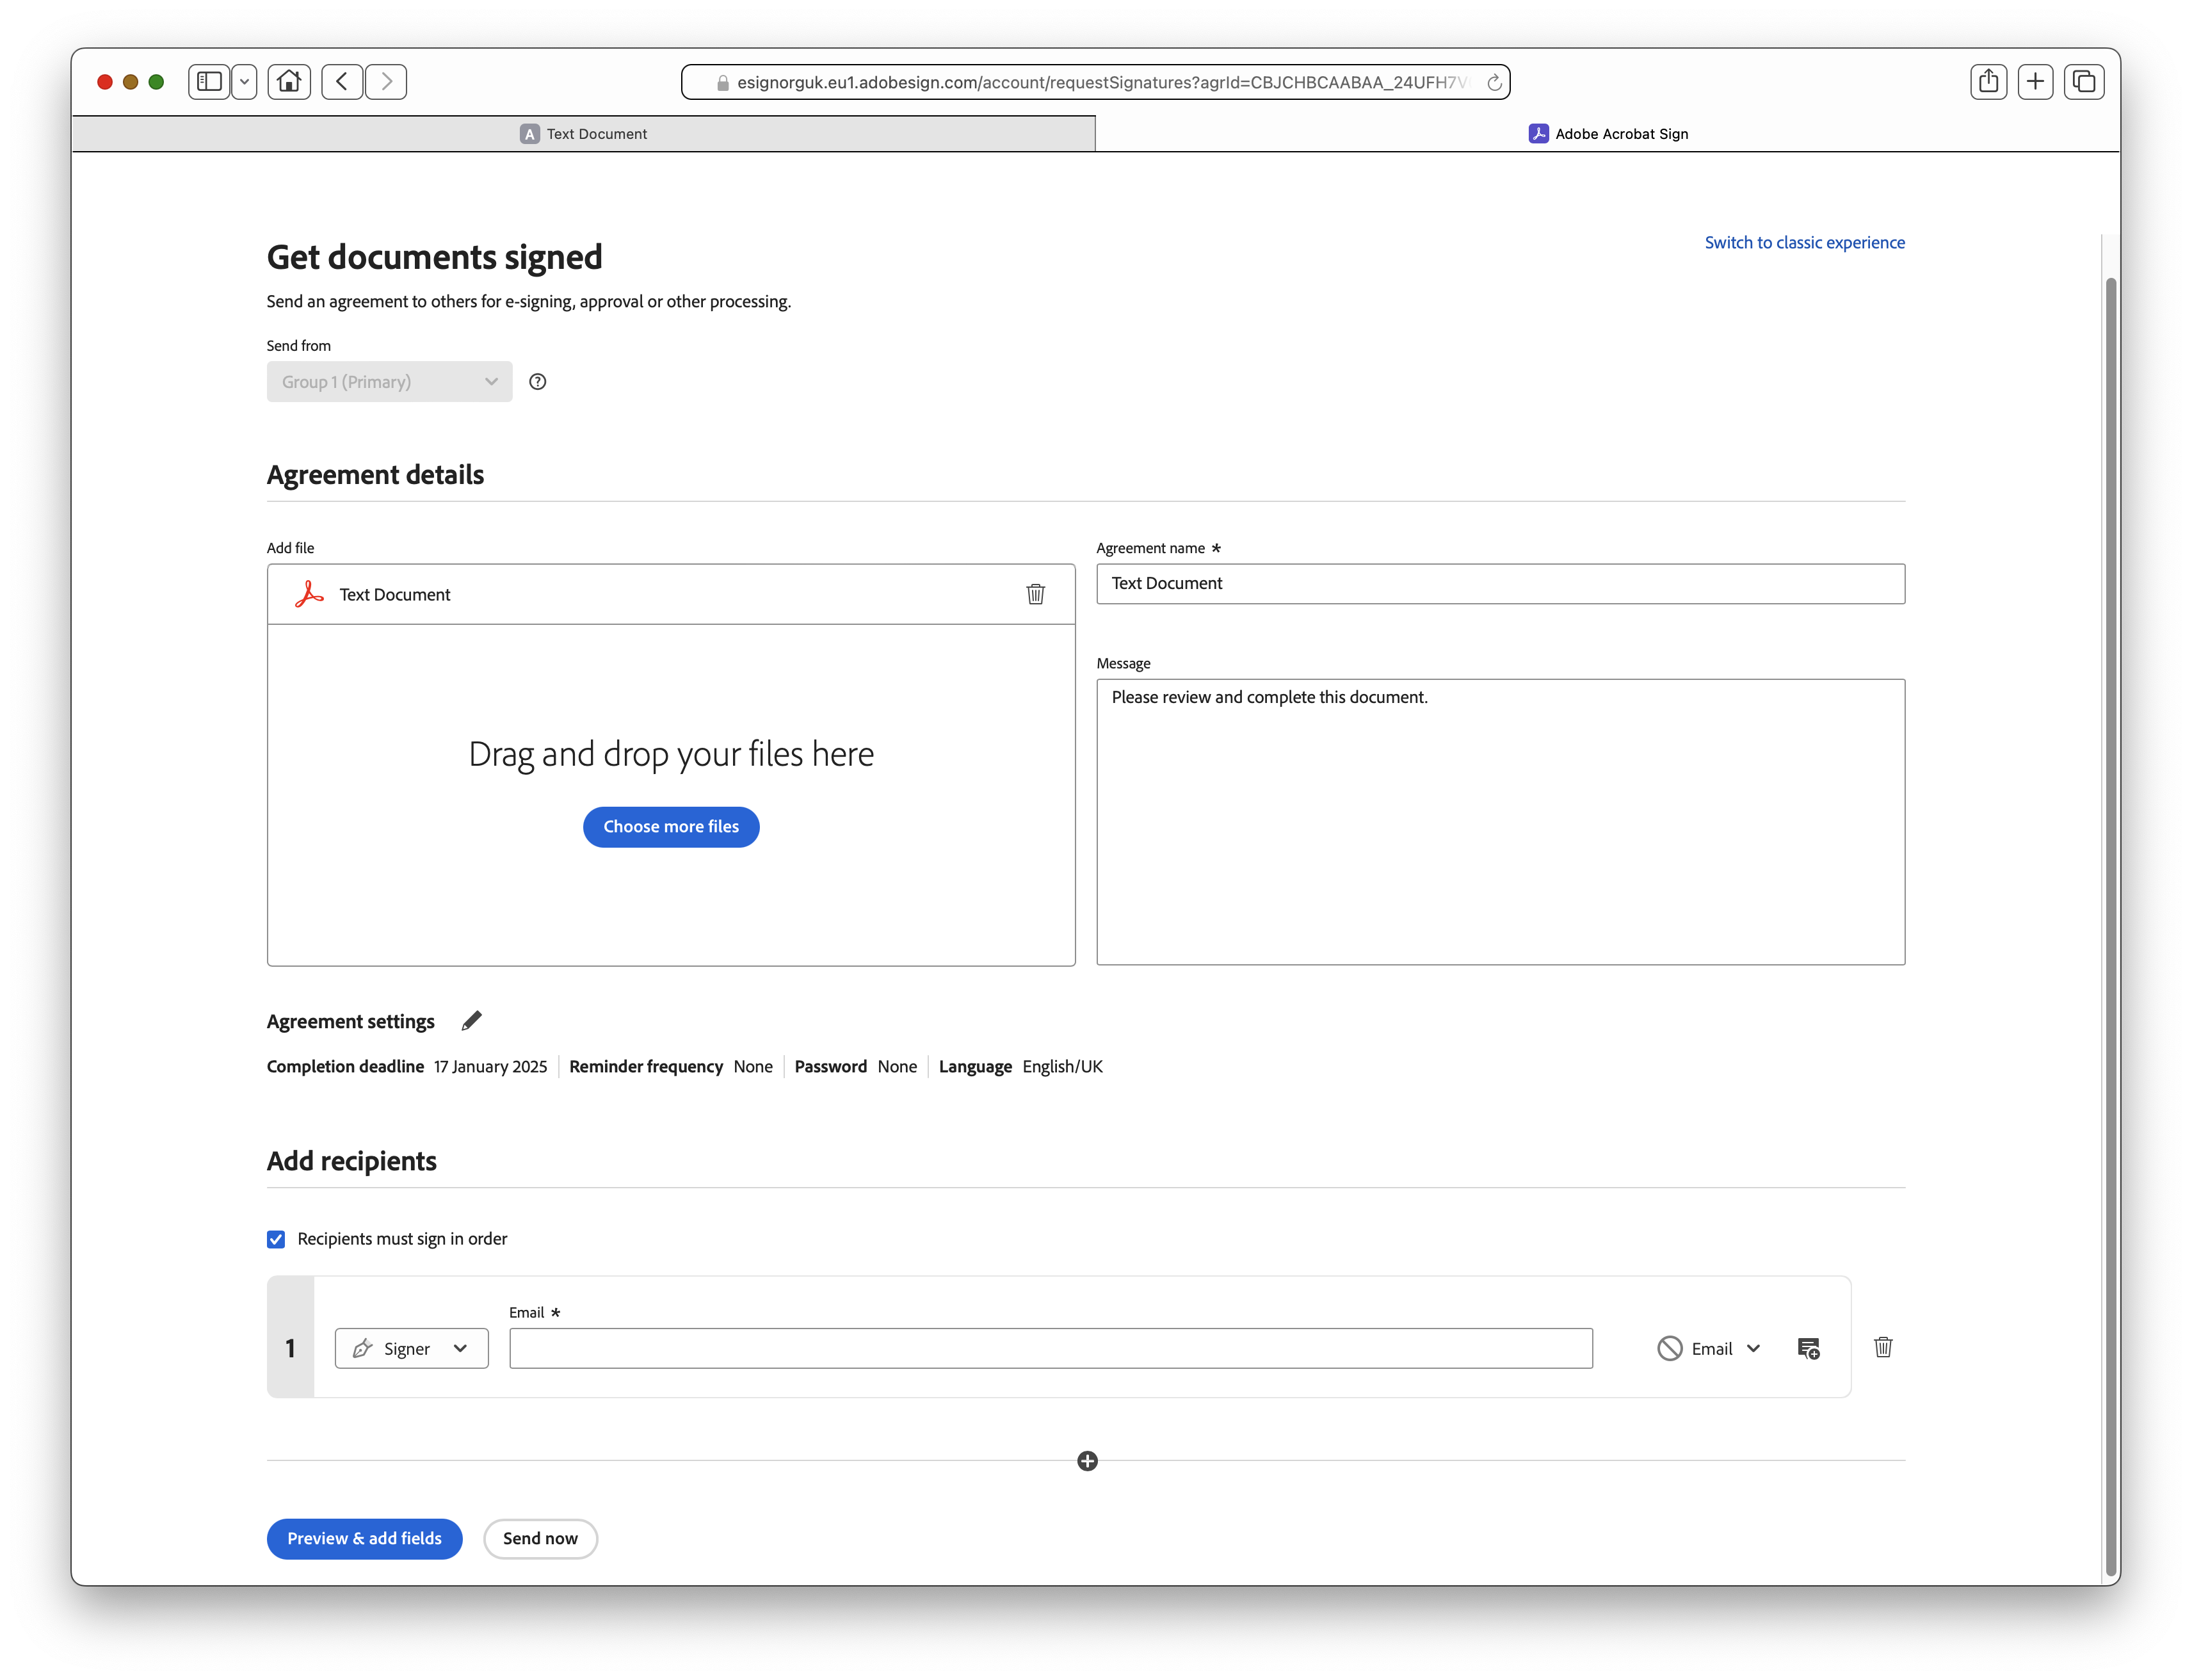 esignorguk.eu1.adobesign.com/account/requestSignatures?agrId=CBJCHBCAABAA_24UFH7V
A Text Document
Adobe Acrobat Sign
Get documents signed
Switch to classic experience
Send an agreement to others for e-signing, approval or other processing.
Send from
Group 1 (Primary)
?
Agreement details
Add file
Text Document
Drag and drop your files here
Choose more files
Agreement name *
Text Document
Message
Please review and complete this document.
Agreement settings
Completion deadline 17 January 2025 Reminder frequency None Password None Language English/UK
Add recipients
Recipients must sign in order
Email *
1 Signer Email
Preview & add fields Send now